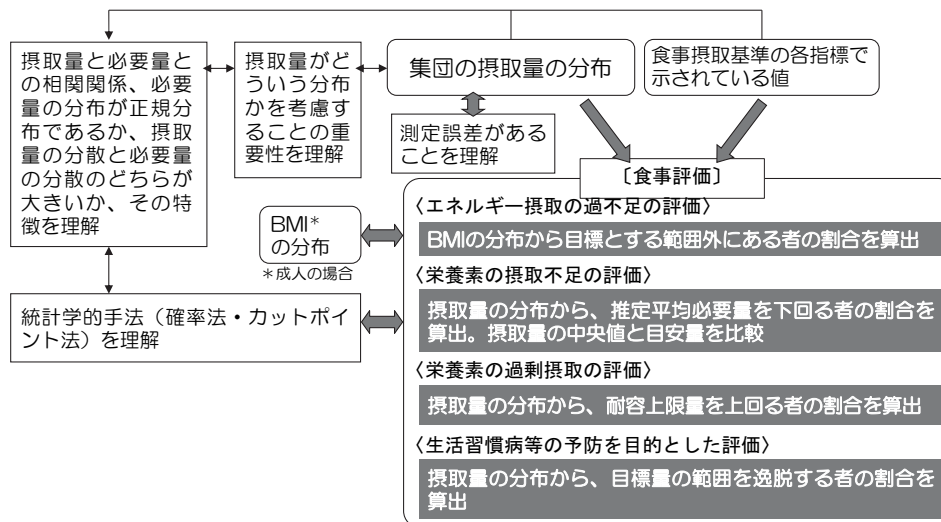 摂取量と必要量と
の相関関係、必要
量の分布が正規分
布であるか、摂取
量の分散と必要量
の分散のどちらが
大きいか、その特
徴を理解
摂取量がど
ういう分布
かを考慮す
ることの重
要性を理解
集団の摂取量の分布
食事摂取基準の各指標で
示されている値
測定誤差がある
ことを理解
〔食事評価〕
BMI*
の分布
*成人の場合
統計学的手法（確率法・カットポイ
ント法）を理解
〈エネルギー摂取の過不足の評価〉
BMIの分布から目標とする範囲外にある者の割合を算出
〈栄養素の摂取不足の評価〉
摂取量の分布から、推定平均必要量を下回る者の割合を
算出。摂取量の中央値と目安量を比較
〈栄養素の過剰摂取の評価〉
摂取量の分布から、耐容上限量を上回る者の割合を算出
〈生活習慣病等の予防を目的とした評価〉
摂取量の分布から、目標量の範囲を逸脱する者の割合を
算出